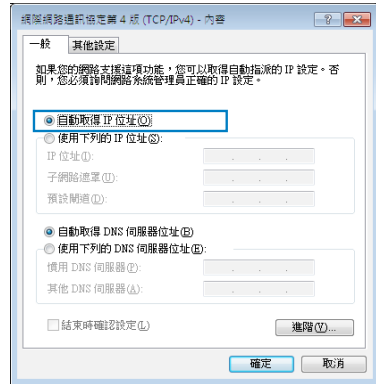 網際網路通訊協定第 4 版 (TCP/IPv4) - 內容
一般
其他設定
如果您的網路支援這項功能，您可以取得自動指派的 IP 設定。否
則，您必須詢問網路系統管理員正確的 IP 設定。
自動取得 IP 位址(O)
使用下列的 IP 位址(S):
IP 位址(I):
子網路遮罩(U):
預設閘道(D):
自動取得 DNS 伺服器位址(B)
使用下列的 DNS 伺服器位址(E):
慣用 DNS 伺服器(P):
其他 DNS 伺服器(A):
結束時確認設定(L)
進階(V)...
確定
取消